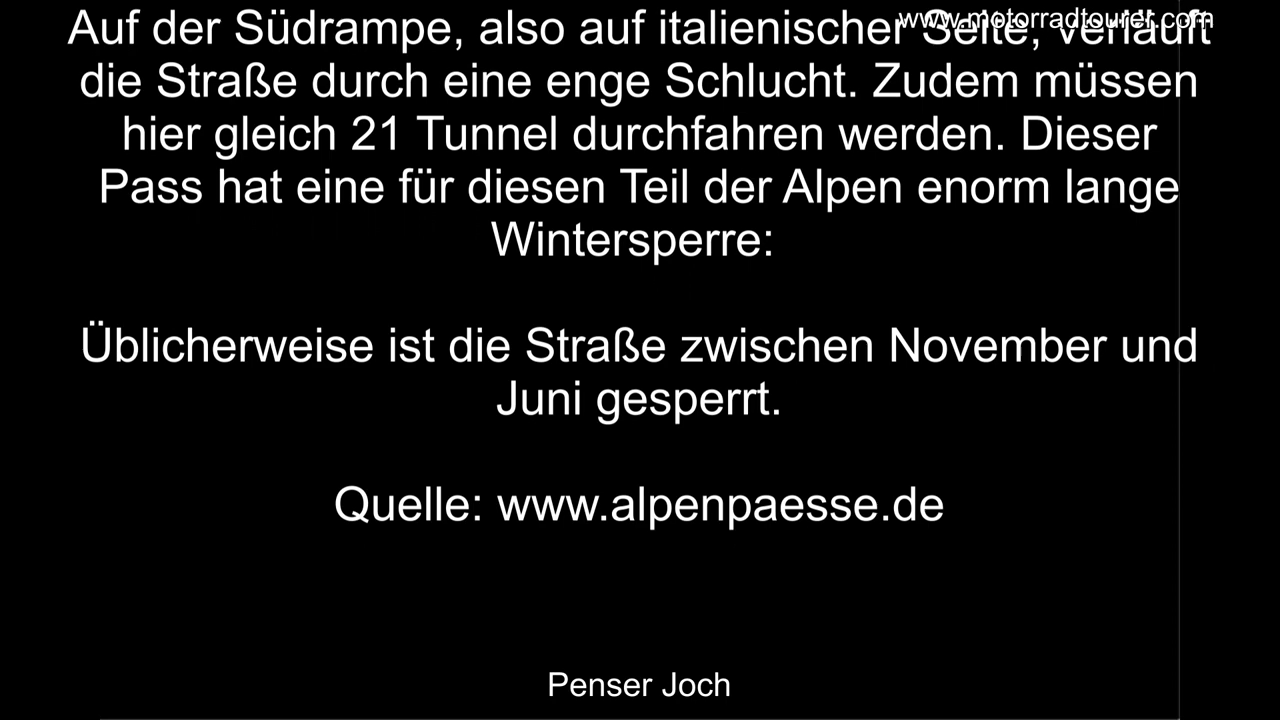 www.motorradtourer.com
Auf der Südrampe, also auf italienischer Seite, verläuft
die Straße durch eine enge Schlucht. Zudem müssen
hier gleich 21 Tunnel durchfahren werden. Dieser
Pass hat eine für diesen Teil der Alpen enorm lange
Wintersperre:
Üblicherweise ist die Straße zwischen November und
Juni gesperrt.
Quelle: www.alpenpaesse.de
Penser Joch